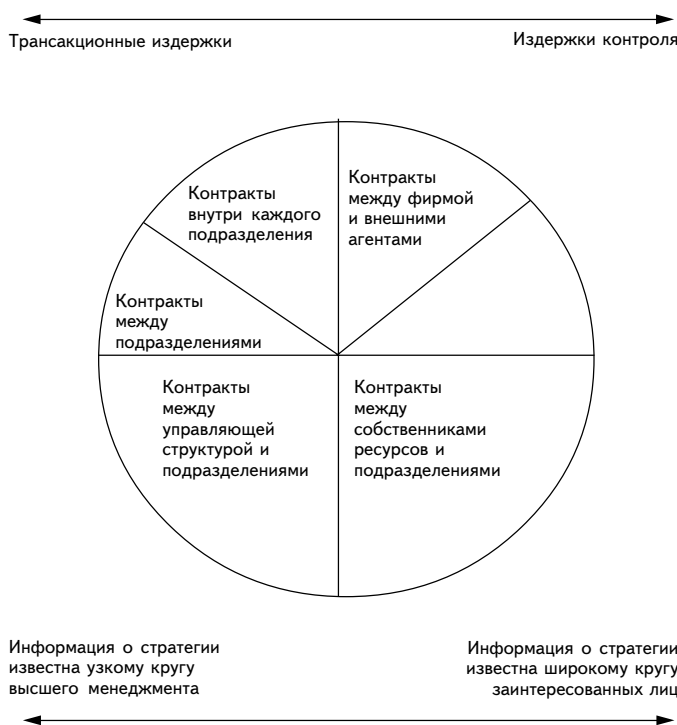 Трансакционные издержки
Издержки контроля
Контракты
внутри каждого
подразделения
Контракты
между фирмой
и внешними
агентами
Контракты
между
подразделениями
Контракты
между
управляющей
структурой и
подразделениями
Контракты
между
собственниками
ресурсов и
подразделениями
Информация о стратегии
известна узкому кругу
высшего менеджмента
Информация о стратегии
известна широкому кругу
заинтересованных лиц